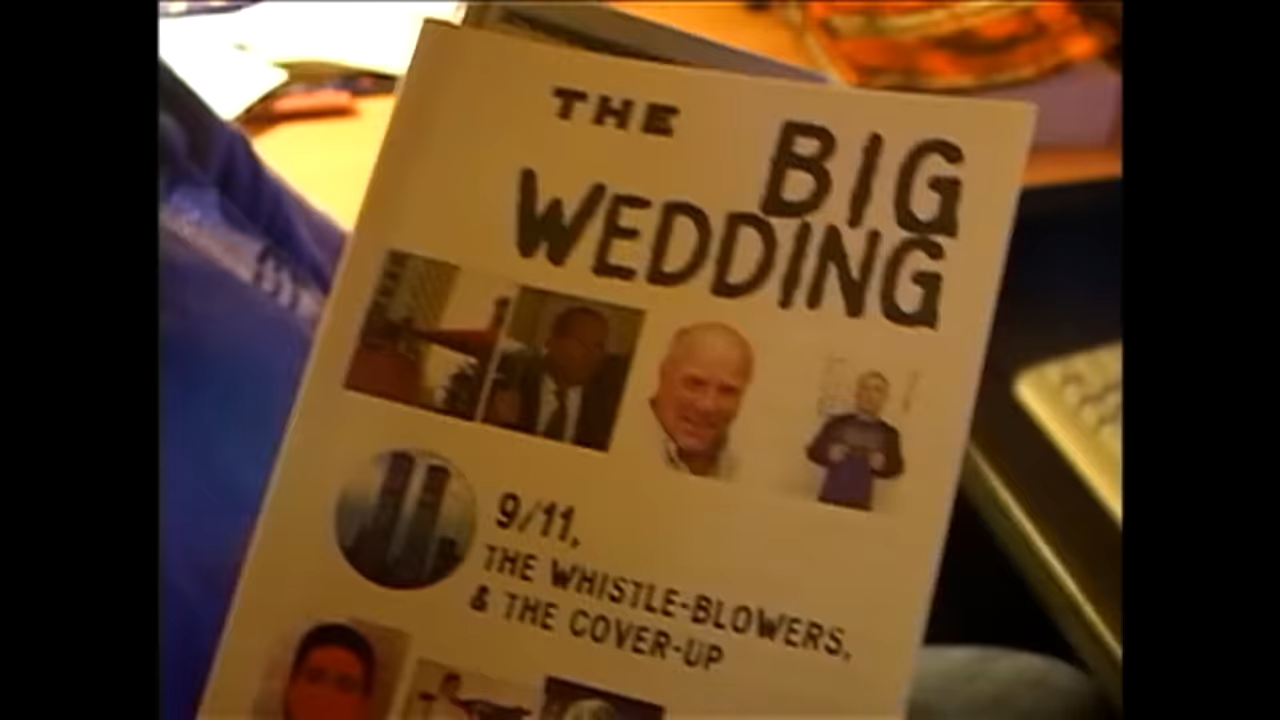 THE
BIG
WEDDING
9/11,
THE WHISTLE-BLOWERS,
& THE COVER-UP